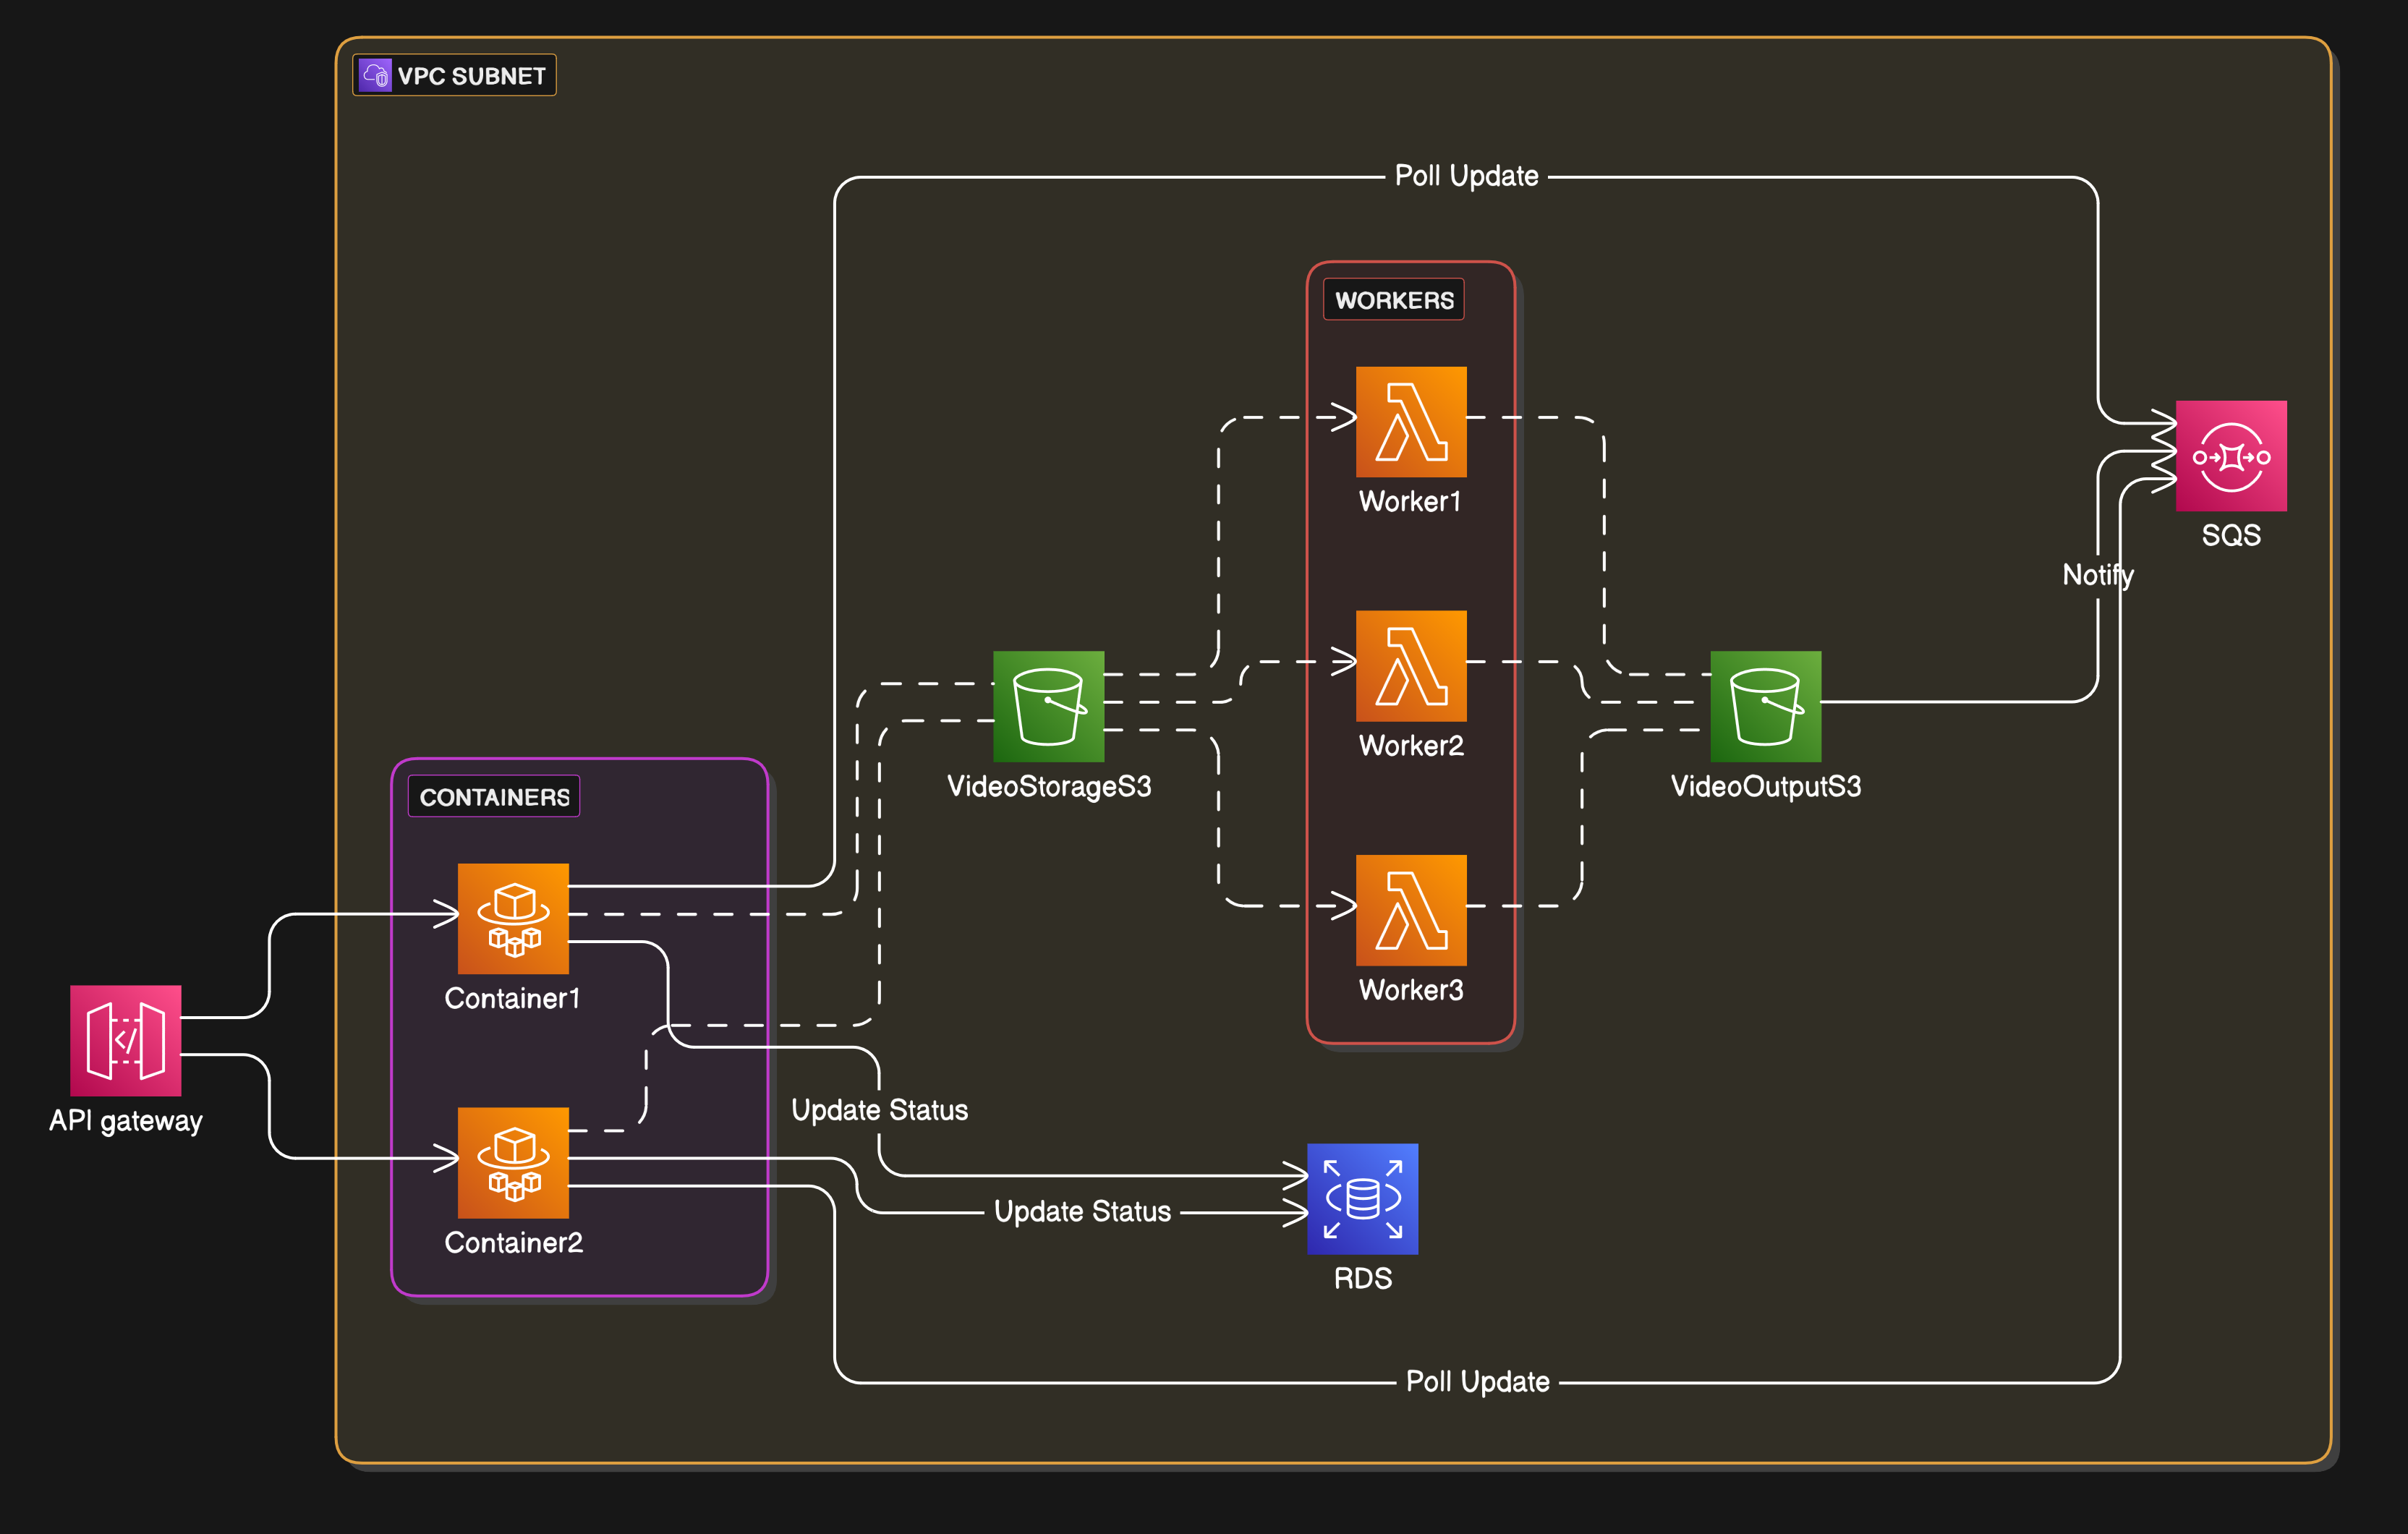 VPC SUBNET
Poll Update
WORKERS
Worker1
SQS
Notify
Worker2
VideoStorageS3
VideoOutputS3
CONTAINERS
Container1
Worker3
API gateway
Update Status
Update Status
Container2
RDS
Poll Update